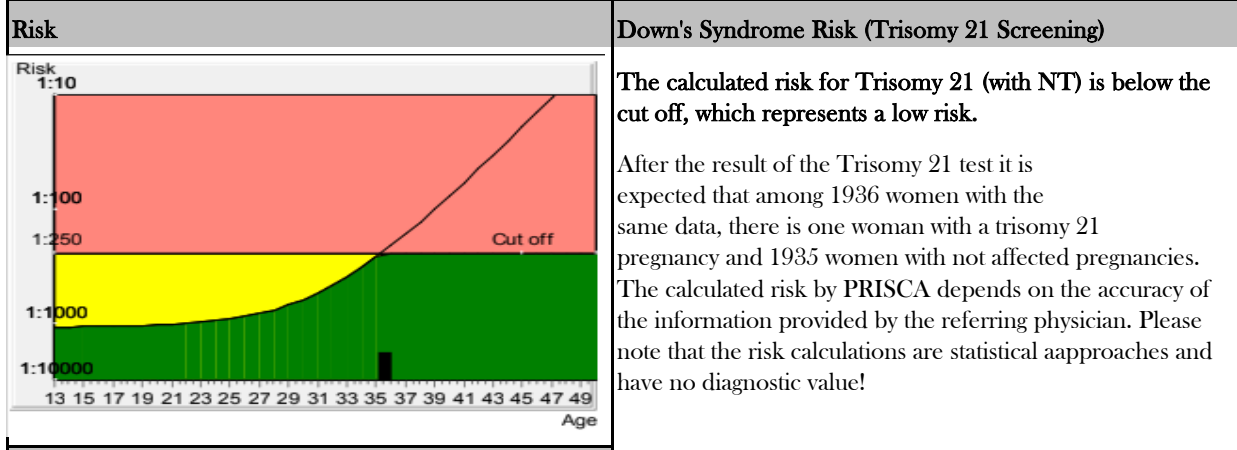 Risk
Down's Syndrome Risk (Trisomy 21 Screening)
Risk
1:10
1:100
1:250
Cut off
1:1000
1:10000
13 15 17 19 21 23 25 27 29 31 33 35 37 39 41 43 45 47 49
Age
The calculated risk for Trisomy 21 (with NT) is below the
cut off, which represents a low risk.
After the result of the Trisomy 21 test it is
expected that among 1936 women with the
same data, there is one woman with a trisomy 21
pregnancy and 1935 women with not affected pregnancies.
The calculated risk by PRISCA depends on the accuracy of
the information provided by the referring physician. Please
note that the risk calculations are statistical aapproaches and
have no diagnostic value!